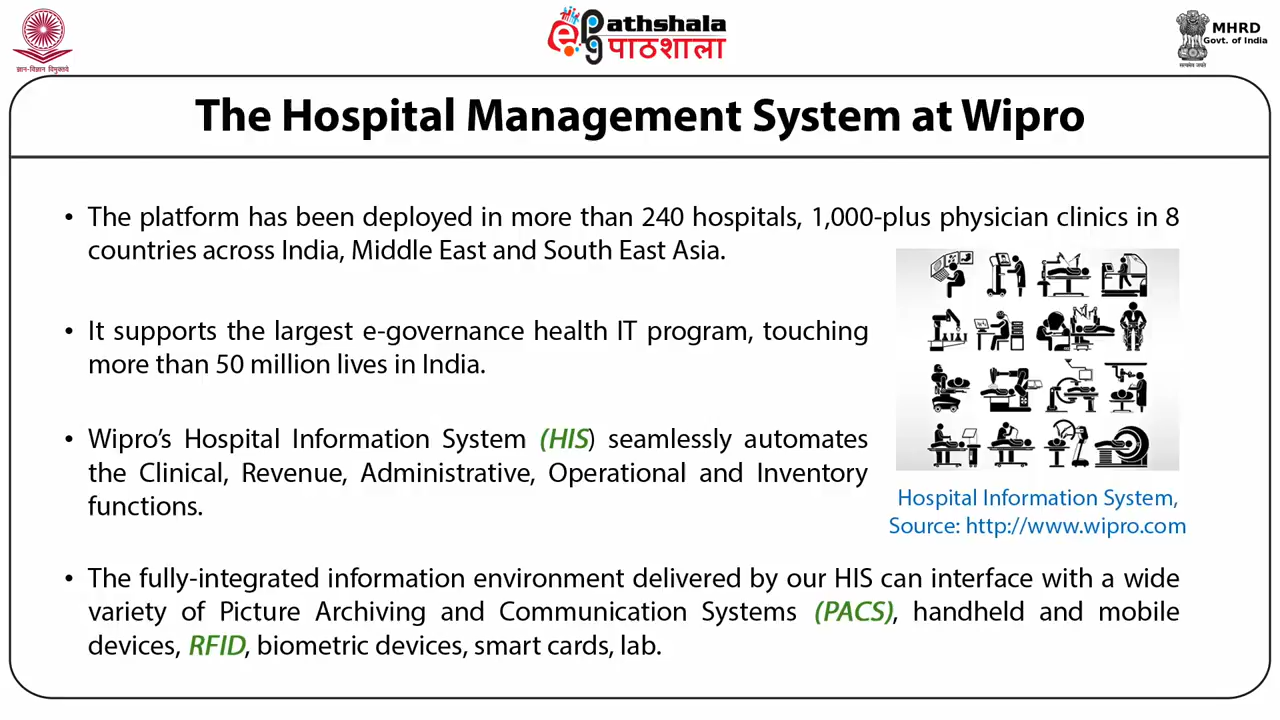 ज्ञान-विज्ञान विमुक्तये
ePG Pathshala
पाठशाला
MHRD
Govt. of India
सत्यमेव जयते
The Hospital Management System at Wipro
• The platform has been deployed in more than 240 hospitals, 1,000-plus physician clinics in 8
countries across India, Middle East and South East Asia.
• It supports the largest e-governance health IT program, touching
more than 50 million lives in India.
• Wipro’s Hospital Information System (HIS) seamlessly automates
the Clinical, Revenue, Administrative, Operational and Inventory
functions.
Hospital Information System,
Source: http://www.wipro.com
• The fully-integrated information environment delivered by our HIS can interface with a wide
variety of Picture Archiving and Communication Systems (PACS), handheld and mobile
devices, RFID, biometric devices, smart cards, lab.